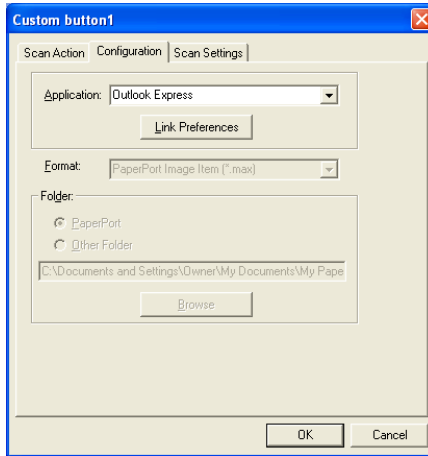 Custom button1
Scan Action Configuration Scan Settings
Application: Outlook Express
Link Preferences
Format: PaperPort Image Item (*.max)
Folder:
PaperPort
Other Folder
C:\Documents and Settings\Owner\My Documents\My Pape
Browse
OK Cancel